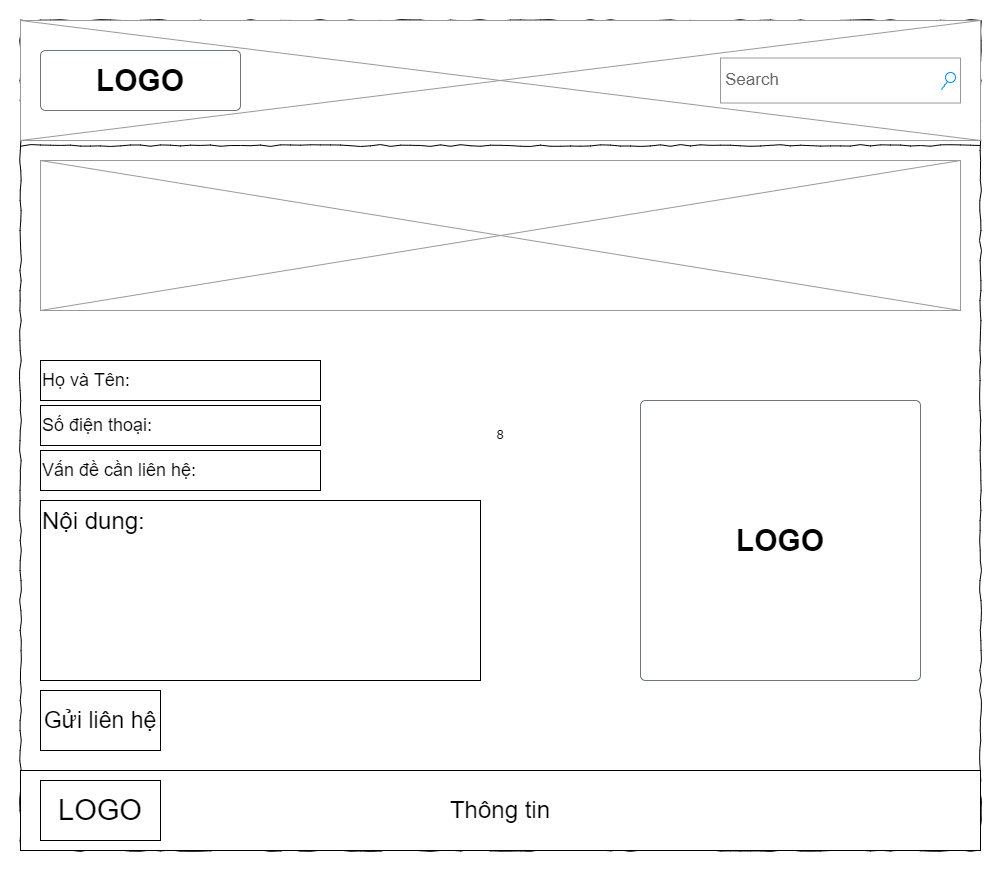 LOGO
Search
Họ và Tên:
Số điện thoại:
8
Vấn đề cần liên hệ:
Nội dung:
LOGO
Gửi liên hệ
LOGO
Thông tin